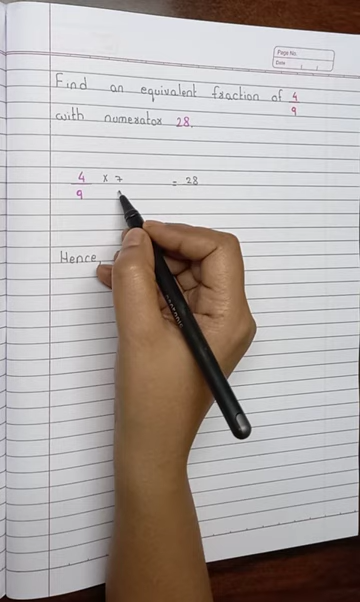 Page No.
Date
Find an equivalent fraction of 4/9
with numerator 28.
4/9 × 7 = 28
Hence,